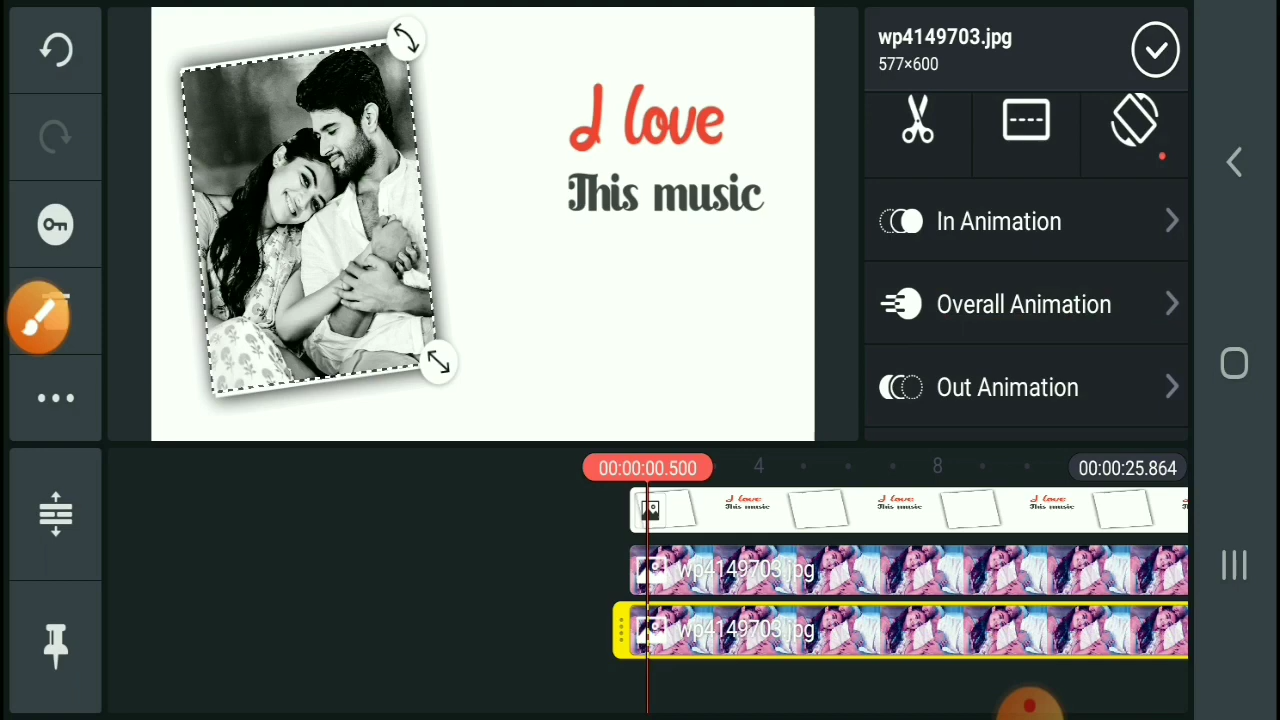 wp4149703.jpg
577×600
I love
This music
In Animation
Overall Animation
Out Animation
00:00:00.500
4
8
00:00:25.864
I love
This music
I love
This music
I love
This music
wp4149703.jpg
wp4149703.jpg